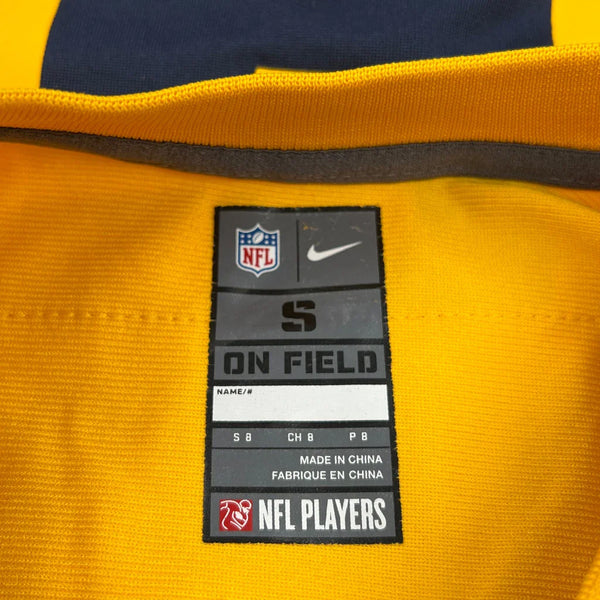 NFL
S
ON FIELD
NAME/#
S 8 CH 8 P 8
MADE IN CHINA
FABRIQUE EN CHINA
NFL PLAYERS